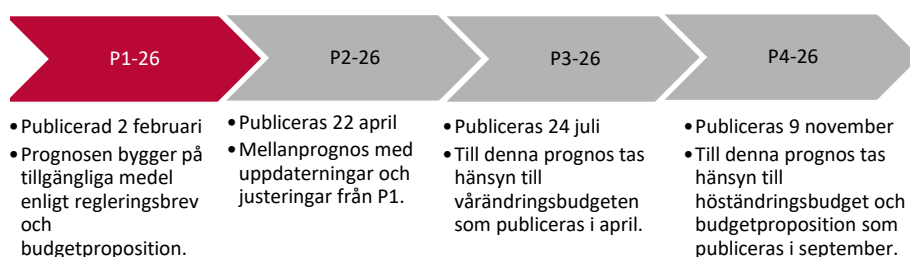 P1-26
P2-26
P3-26
P4-26
•Publicerad 2 februari
•Prognosen bygger på
tillgängliga medel
enligt regleringsbrev
och
budgetproposition.
•Publiceras 22 april
•Mellanprognos med
uppdaterningar och
justeringar från P1.
•Publiceras 24 juli
•Till denna prognos tas
hänsyn till
vårändringsbudgeten
som publiceras i april.
•Publiceras 9 november
•Till denna prognos tas
hänsyn till
höständringsbudget och
budgetproposition som
publiceras i september.